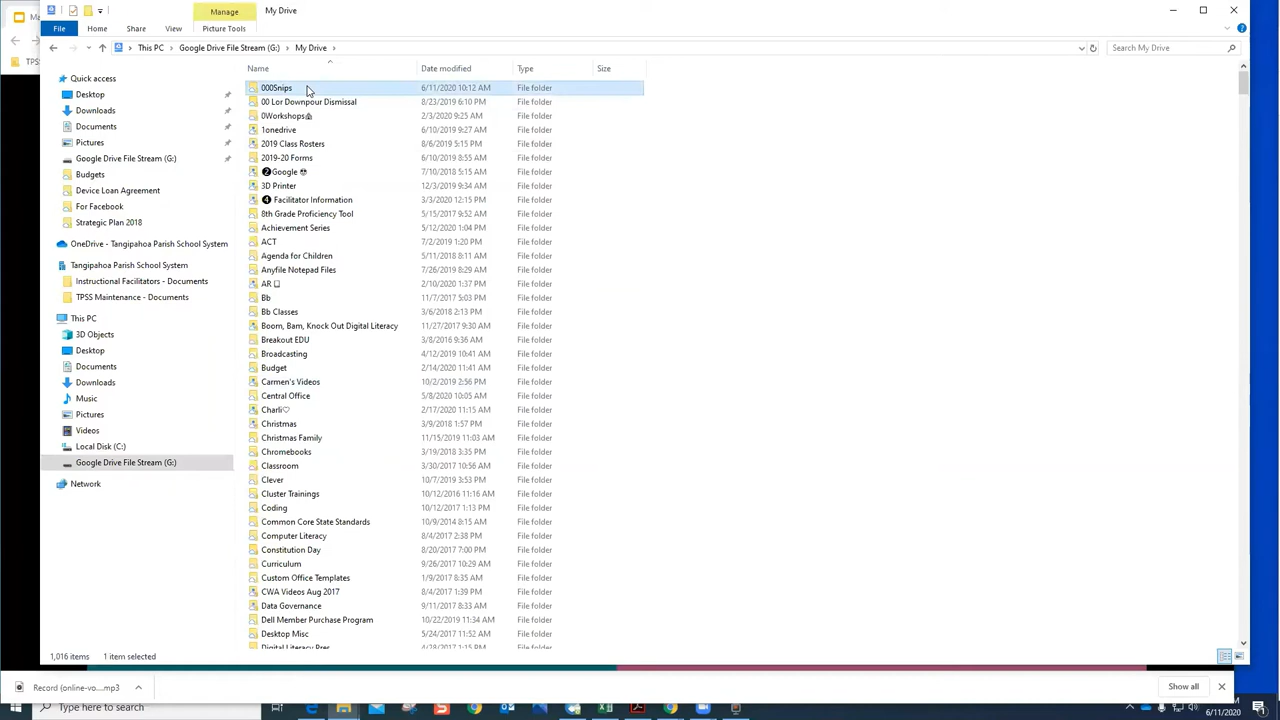 Manage
My Drive
File
Home
Share
View
Picture Tools
This PC
Google Drive File Stream (G:)
My Drive
Search My Drive
Name
Date modified
Type
Size
Quick access
Desktop
Downloads
Documents
Pictures
Google Drive File Stream (G:)
Budgets
Device Loan Agreement
For Facebook
Strategic Plan 2018
OneDrive - Tangipahoa Parish School System
Tangipahoa Parish School System
Instructional Facilitators - Documents
TPSS Maintenance - Documents
This PC
3D Objects
Desktop
Documents
Downloads
Music
Pictures
Videos
Local Disk (C:)
Google Drive File Stream (G:)
Network
000Snips 6/11/2020 10:12 AM File folder
00 Lor Downpour Dismissal 8/23/2019 6:10 PM File folder
0Workshops 2/3/2020 9:25 AM File folder
1onedrive 6/10/2019 9:27 AM File folder
2019 Class Rosters 8/6/2019 5:15 PM File folder
2019-20 Forms 6/10/2019 8:55 AM File folder
❷Google 7/10/2018 5:15 AM File folder
3D Printer 12/3/2019 9:34 AM File folder
❹ Facilitator Information 3/3/2020 12:15 PM File folder
8th Grade Proficiency Tool 5/15/2017 9:52 AM File folder
Achievement Series 5/12/2020 1:04 PM File folder
ACT 7/2/2019 1:20 PM File folder
Agenda for Children 5/11/2018 8:11 AM File folder
Anyfile Notepad Files 7/26/2019 8:29 AM File folder
AR 2/10/2020 1:37 PM File folder
Bb 11/7/2017 5:03 PM File folder
Bb Classes 3/6/2018 2:13 PM File folder
Boom, Bam, Knock Out Digital Literacy 11/27/2017 9:30 AM File folder
Breakout EDU 3/8/2016 9:36 AM File folder
Broadcasting 4/12/2019 10:41 AM File folder
Budget 2/14/2020 11:41 AM File folder
Carmen's Videos 10/2/2019 2:56 PM File folder
Central Office 5/8/2020 10:05 AM File folder
Charli♡ 2/17/2020 11:15 AM File folder
Christmas 3/9/2018 1:57 PM File folder
Christmas Family 11/15/2019 11:03 AM File folder
Chromebooks 3/19/2018 3:35 PM File folder
Classroom 3/30/2017 10:56 AM File folder
Clever 10/7/2019 3:53 PM File folder
Cluster Trainings 10/12/2016 11:16 AM File folder
Coding 10/12/2017 1:13 PM File folder
Common Core State Standards 10/9/2014 8:15 AM File folder
Computer Literacy 8/4/2017 2:38 PM File folder
Constitution Day 8/20/2017 7:00 PM File folder
Curriculum 9/26/2017 10:29 AM File folder
Custom Office Templates 1/9/2017 8:35 AM File folder
CWA Videos Aug 2017 8/4/2017 1:39 PM File folder
Data Governance 9/11/2017 8:33 AM File folder
Dell Member Purchase Program 10/22/2019 11:34 AM File folder
Desktop Misc 5/24/2017 11:52 AM File folder
Digital Literacy Pres 4/28/2017 1:15 PM File folder
1,016 items 1 item selected
Record (online-vo....mp3
Show all
Type here to search
6/11/2020